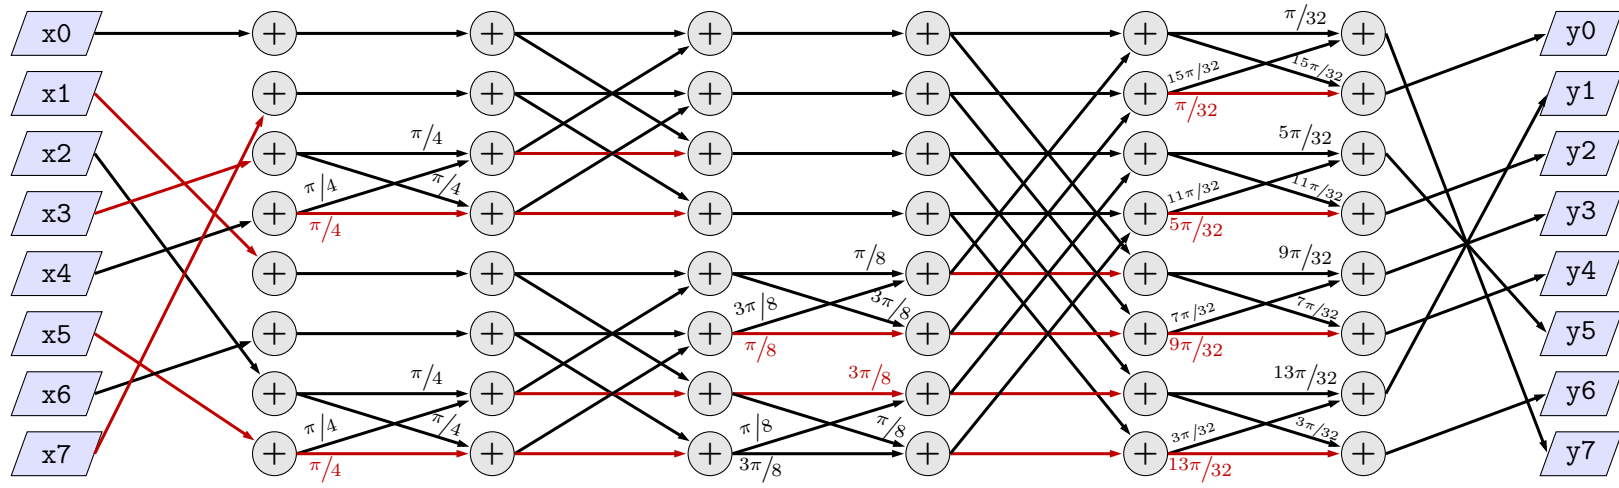 x0 + + + + + π/32 + y0
15π/32 15π/32
x1 + + + + + π/32 + y1
x2 + π/4 + + + + 5π/32 + y2
π/4 π/4 11π/32 11π/32
x3 + π/4 + + + + 5π/32 + y3
x4 + + + π/8 + + 9π/32 + y4
3π/8 3π/8 7π/32 7π/32
x5 + + + π/8 + + 9π/32 + y5
x6 + π/4 + + 3π/8 + + 13π/32 + y6
π/4 π/4 π/8 π/8 3π/32 3π/32
x7 + π/4 + + 3π/8 + + 13π/32 + y7